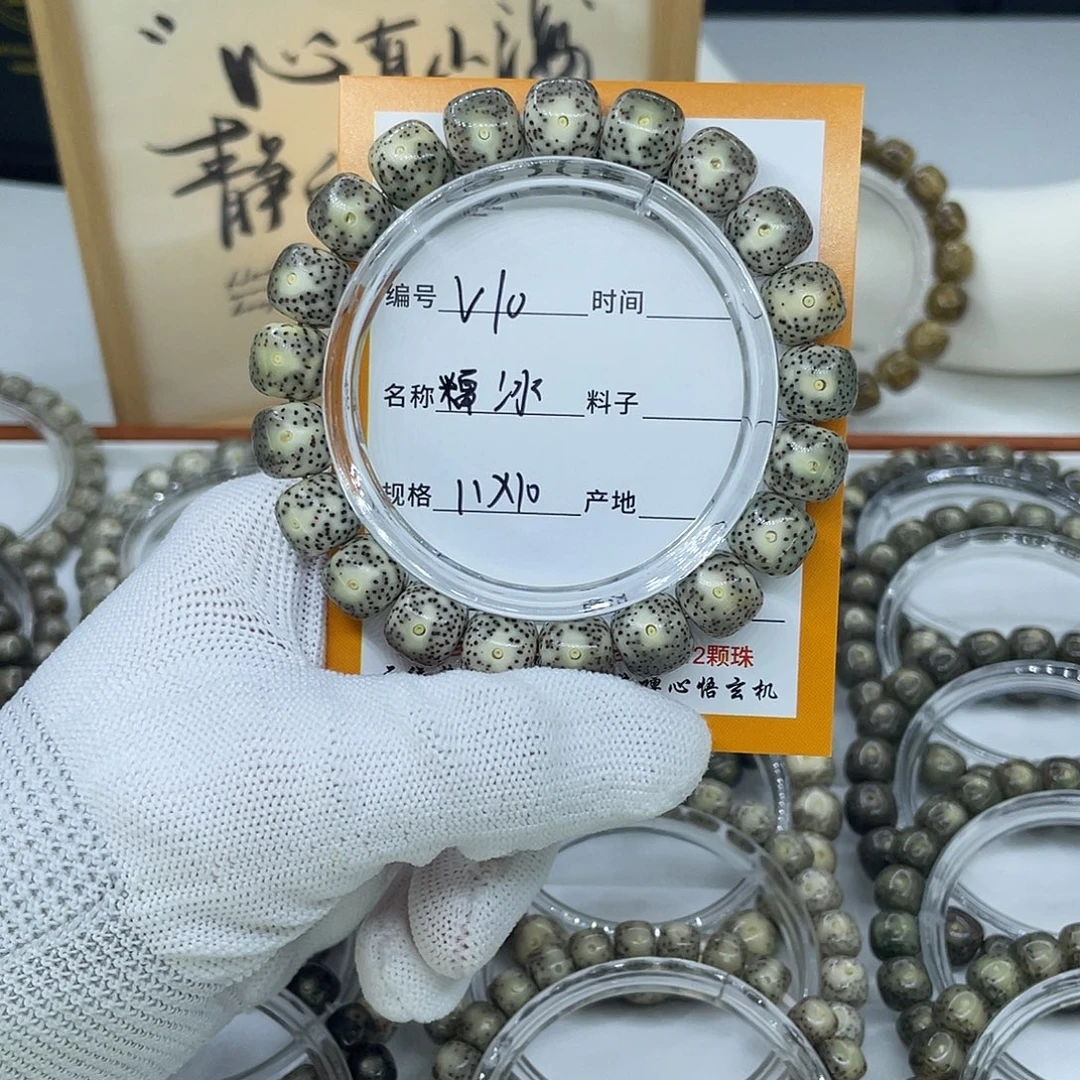 "心有山海
静
编号 V10 时间
名称 糯冰 料子
规格 11X10 产地
2颗珠
心悟玄机